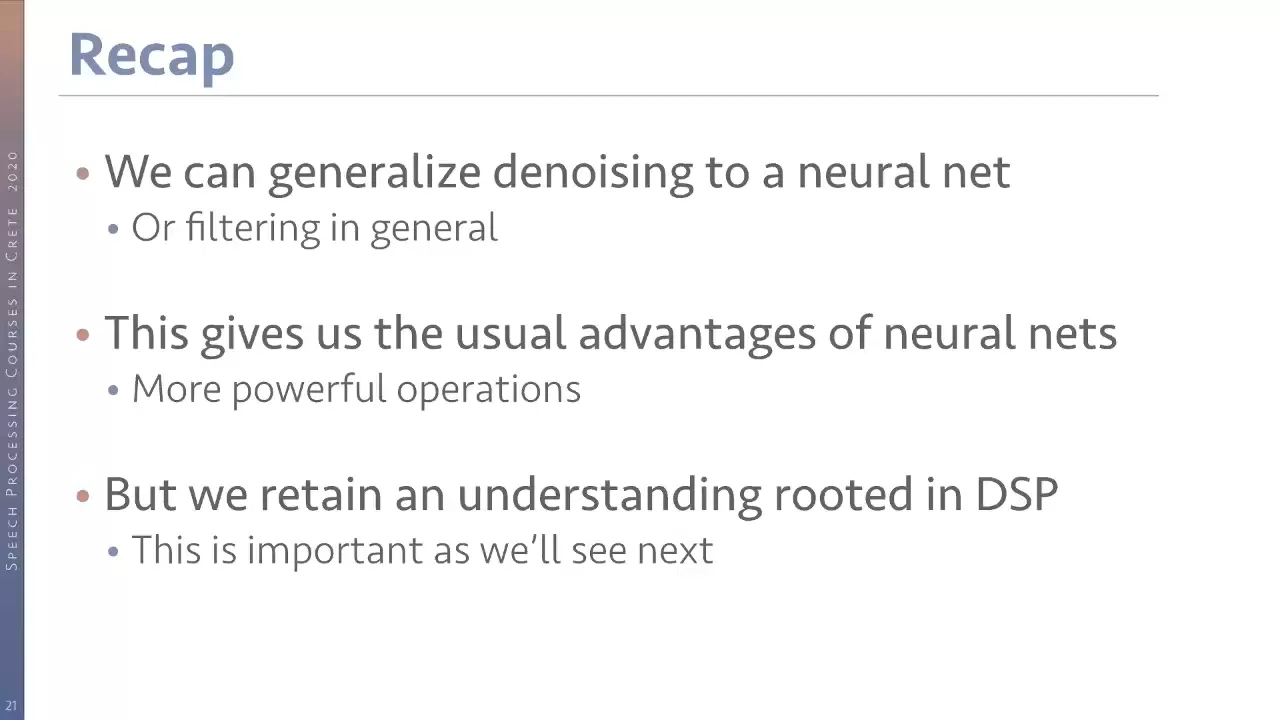 Recap
• We can generalize denoising to a neural net
• Or filtering in general
• This gives us the usual advantages of neural nets
• More powerful operations
• But we retain an understanding rooted in DSP
• This is important as we’ll see next
Speech Processing Courses in Crete 2020
21